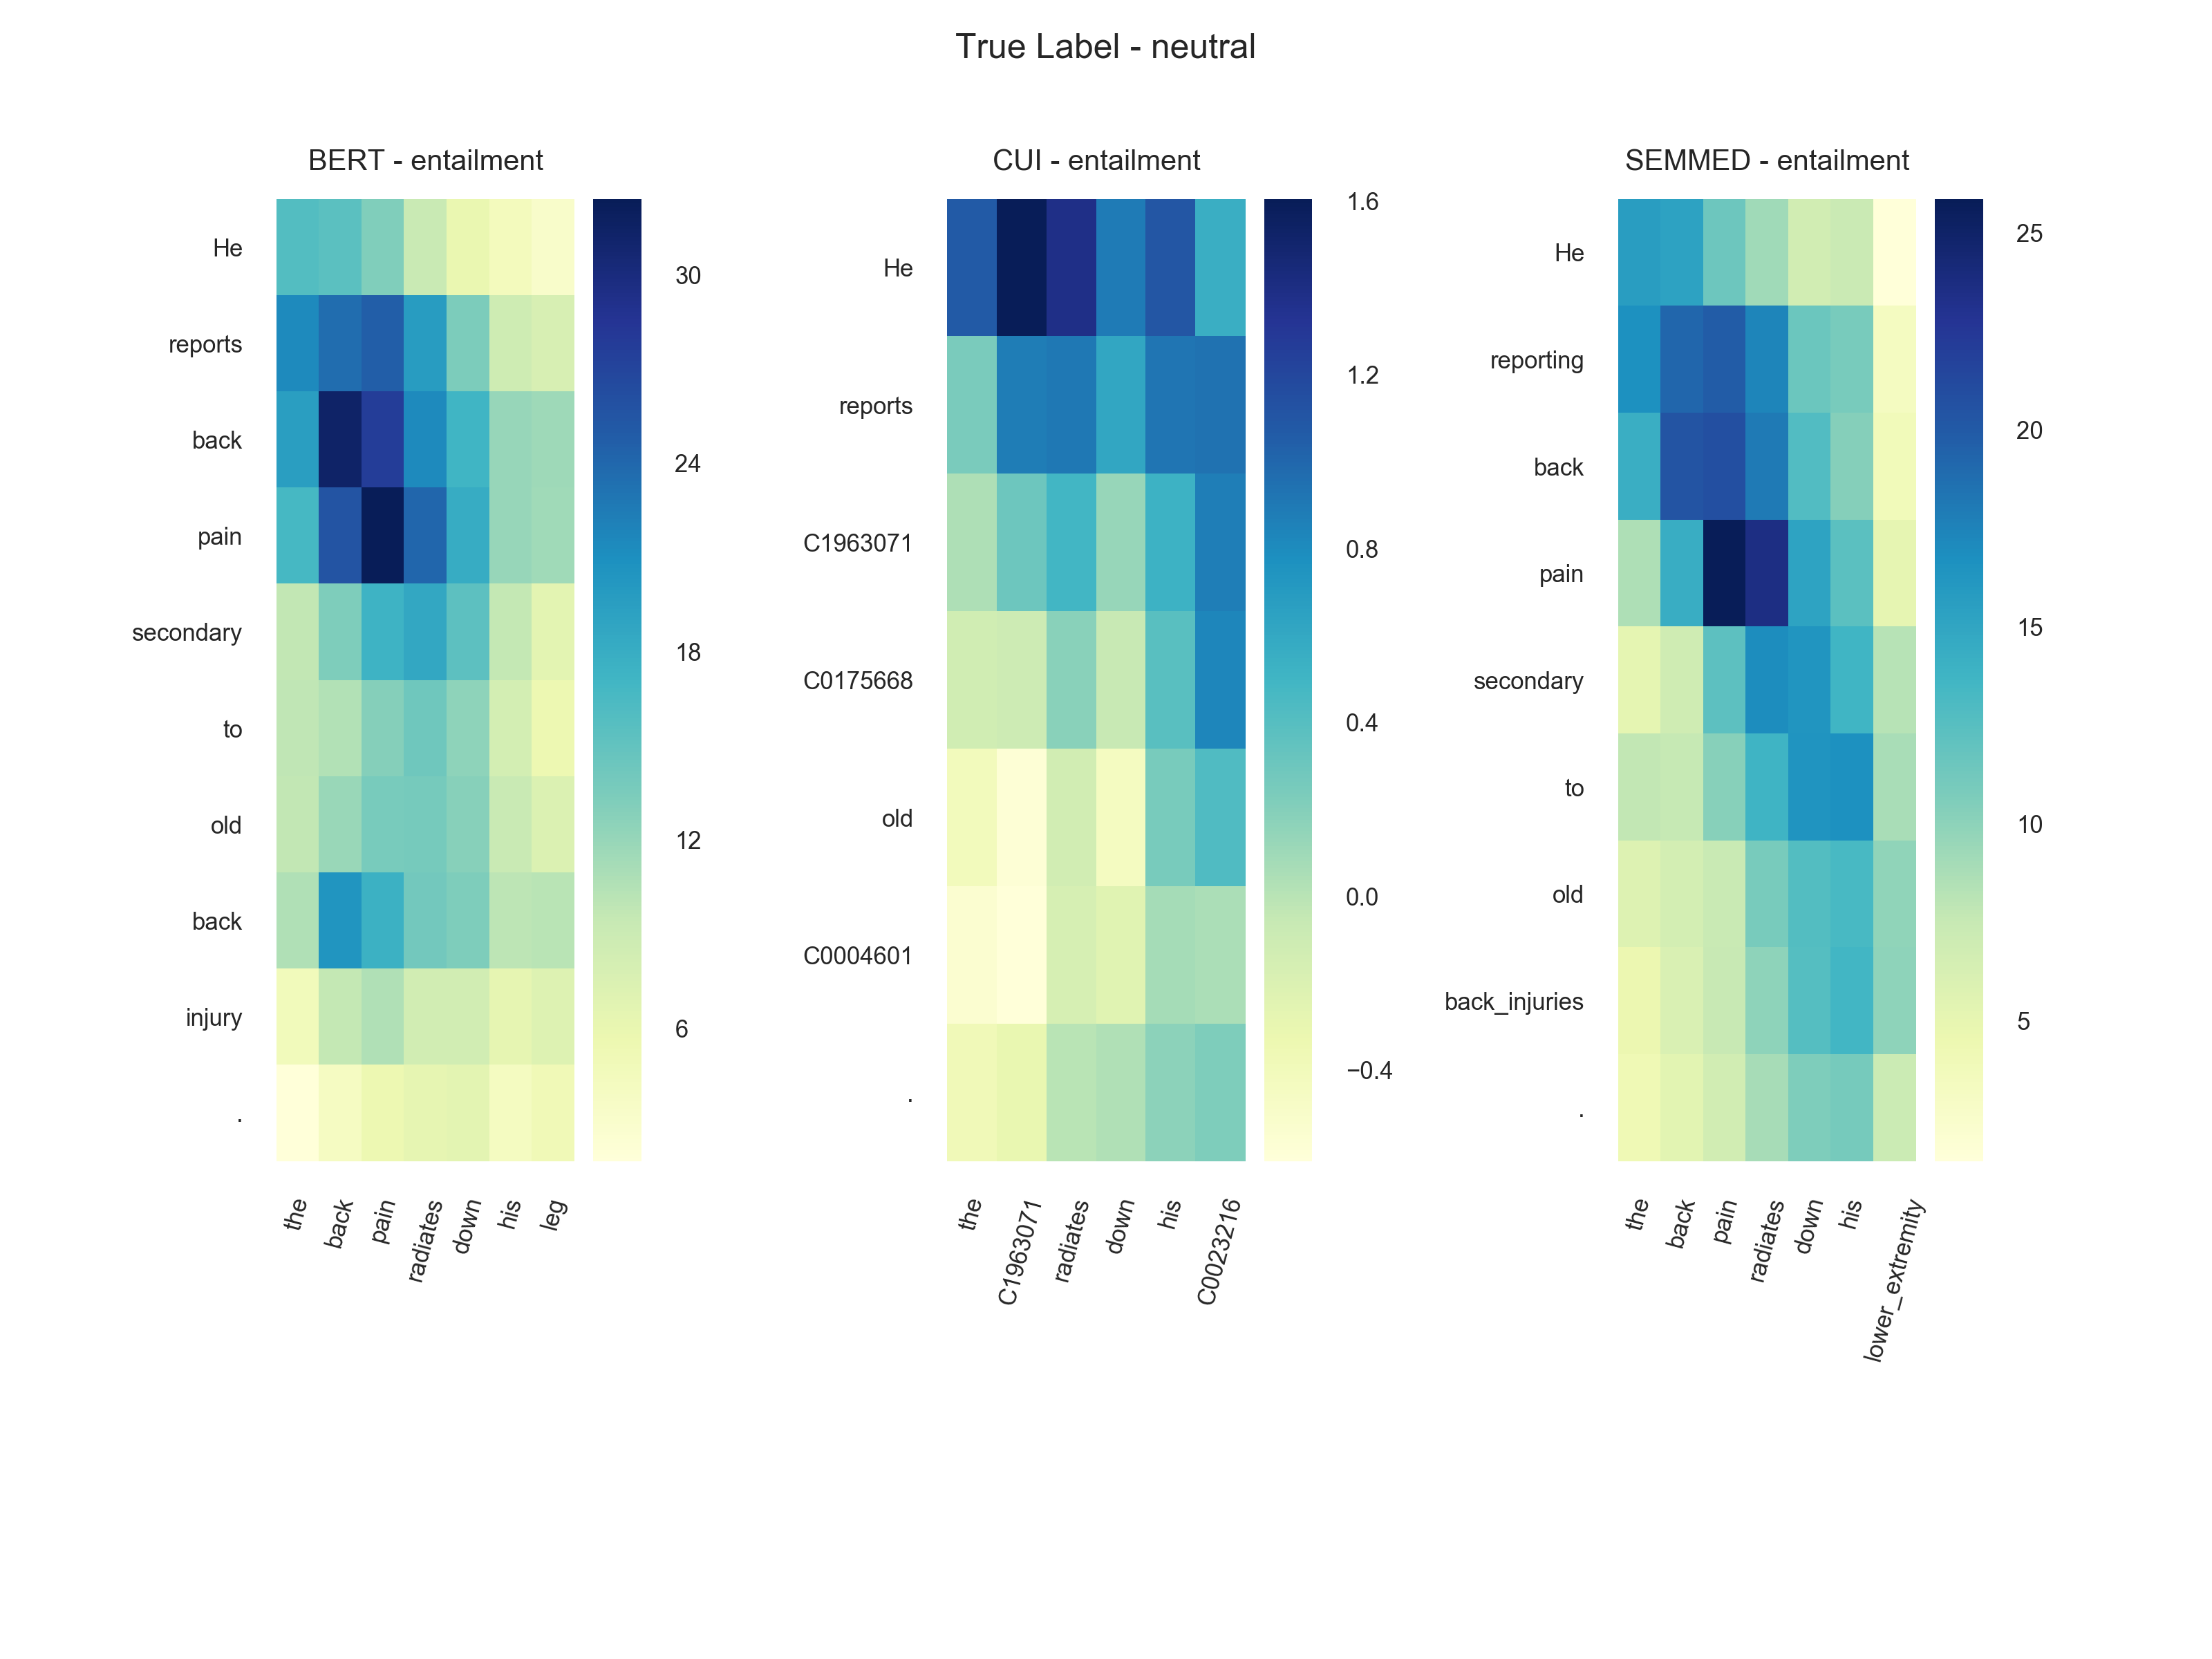 True Label - neutral
BERT - entailment
He
reports
back
pain
secondary
to
old
back
injury
.
the
back
pain
radiates
down
his
leg
30
24
18
12
6
CUI - entailment
He
reports
C1963071
C0175668
old
C0004601
.
the
C1963071
radiates
down
his
C0023216
1.6
1.2
0.8
0.4
0.0
−0.4
SEMMED - entailment
He
reporting
back
pain
secondary
to
old
back_injuries
.
the
back
pain
radiates
down
his
lower_extremity
25
20
15
10
5